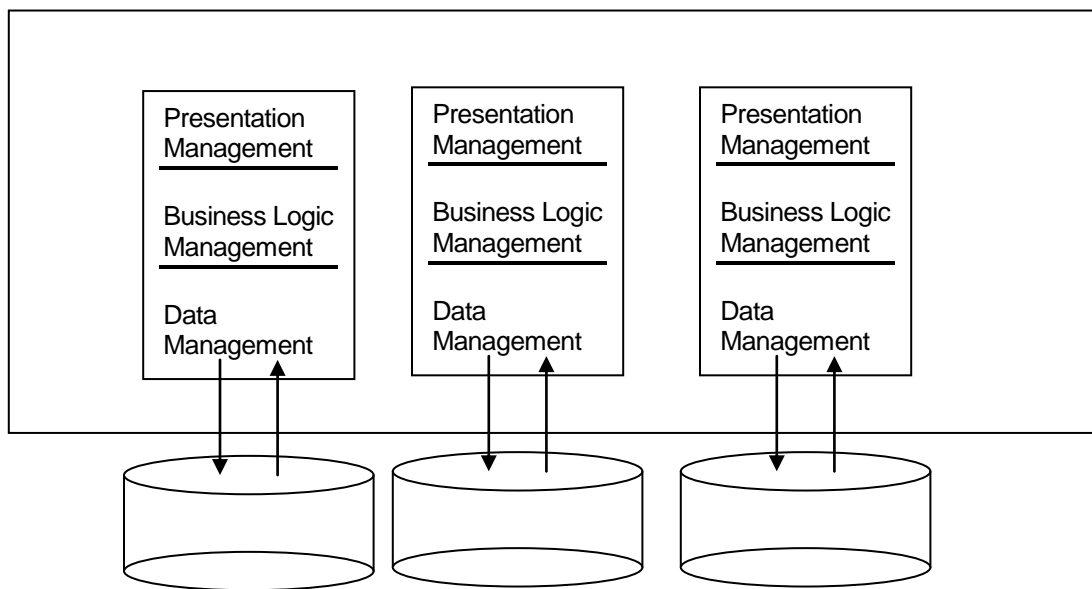 Presentation
Management
Business Logic
Management
Data
Management
Presentation
Management
Business Logic
Management
Data
Management
Presentation
Management
Business Logic
Management
Data
Management